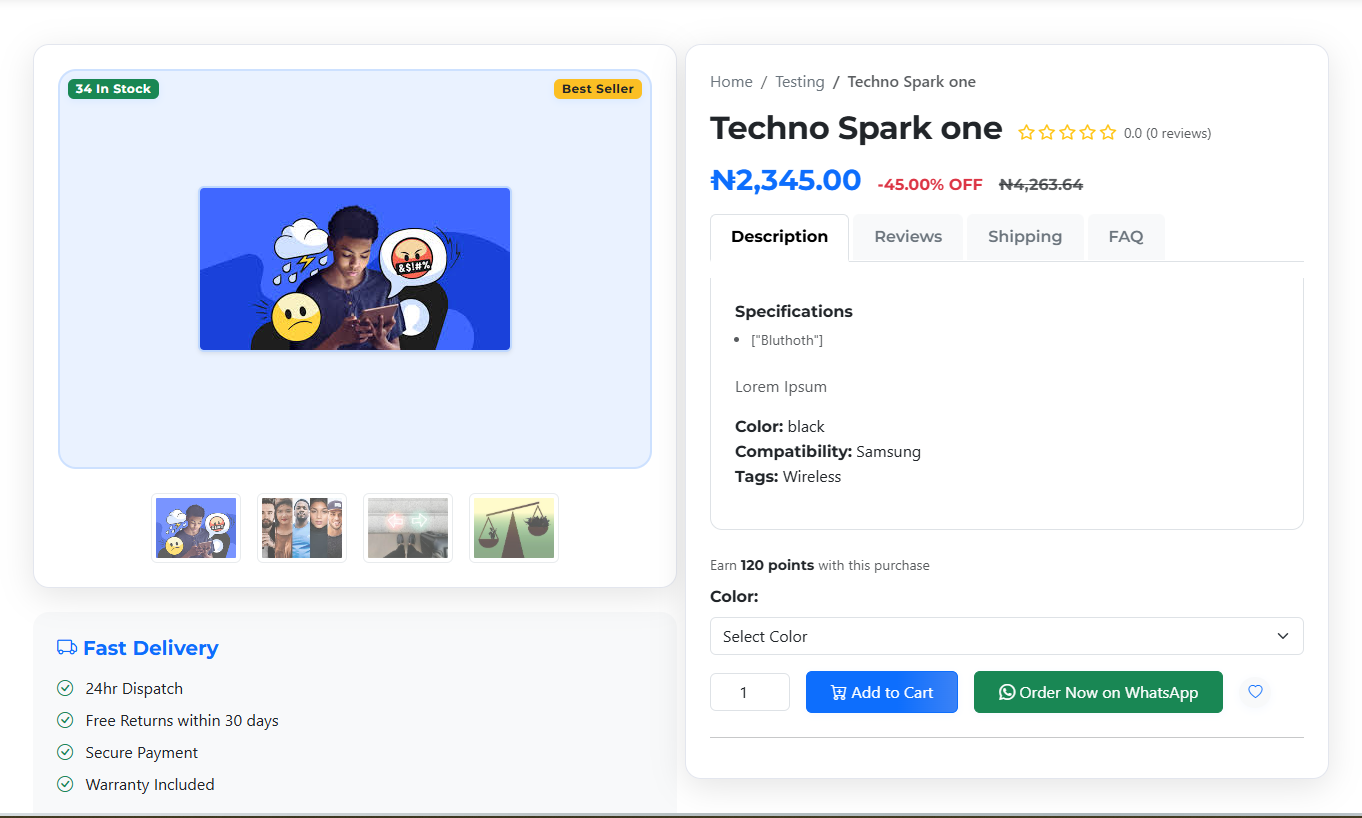 34 In Stock
Best Seller
&$!#%
Fast Delivery
24hr Dispatch
Free Returns within 30 days
Secure Payment
Warranty Included
Home / Testing / Techno Spark one
Techno Spark one 0.0 (0 reviews)
₦2,345.00 -45.00% OFF ₦4,263.64
Description Reviews Shipping FAQ
Specifications
• ["Bluthoth"]
Lorem Ipsum
Color: black
Compatibility: Samsung
Tags: Wireless
Earn 120 points with this purchase
Color:
Select Color
1 Add to Cart Order Now on WhatsApp